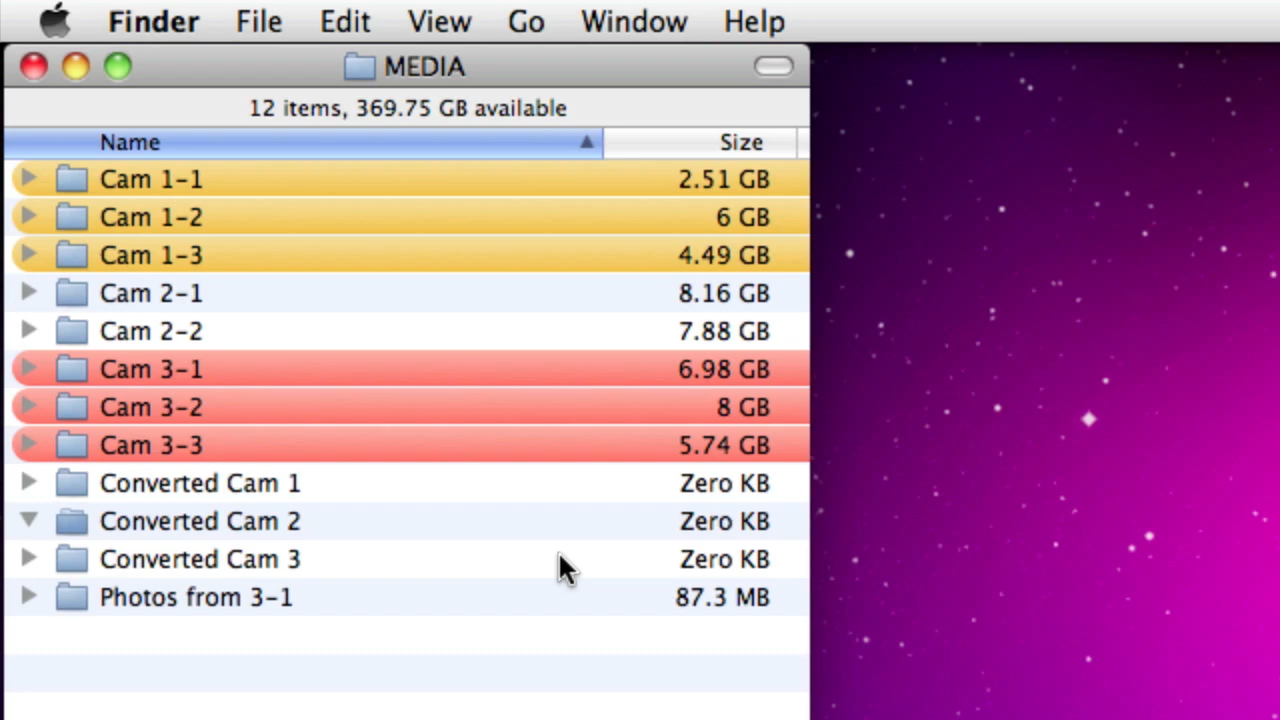 Finder File Edit View Go Window Help
MEDIA
12 items, 369.75 GB available
Name Size
Cam 1-1 2.51 GB
Cam 1-2 6 GB
Cam 1-3 4.49 GB
Cam 2-1 8.16 GB
Cam 2-2 7.88 GB
Cam 3-1 6.98 GB
Cam 3-2 8 GB
Cam 3-3 5.74 GB
Converted Cam 1 Zero KB
Converted Cam 2 Zero KB
Converted Cam 3 Zero KB
Photos from 3-1 87.3 MB